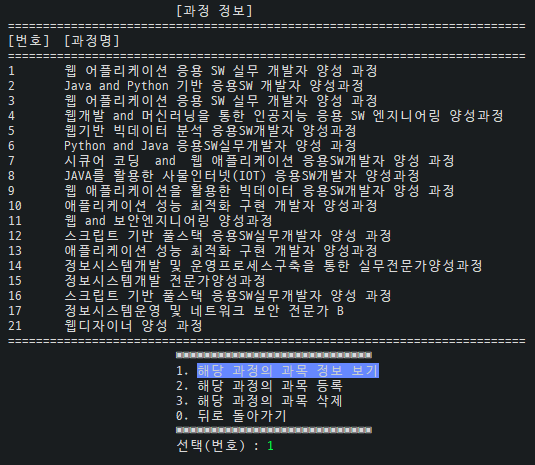 [과정 정보]
===========================================================================
[번호] [과정명]
===========================================================================
1 웹 어플리케이션 응용 SW 실무 개발자 양성 과정
2 Java and Python 기반 응용SW 개발자 양성과정
3 웹 어플리케이션 응용 SW 실무 개발자 양성 과정
4 웹개발 and 머신러닝을 통한 인공지능 응용 SW 엔지니어링 양성과정
5 웹기반 빅데이터 분석 응용SW개발자 양성과정
6 Python and Java 응용SW실무개발자 양성 과정
7 시큐어 코딩  and  웹 애플리케이션 응용SW개발자 양성 과정
8 JAVA를 활용한 사물인터넷(IOT) 응용SW개발자 양성과정
9 웹 애플리케이션을 활용한 빅데이터 응용SW개발자 양성 과정
10 애플리케이션 성능 최적화 구현 개발자 양성과정
11 웹 and 보안엔지니어링 양성과정
12 스크립트 기반 풀스택 응용SW실무개발자 양성 과정
13 애플리케이션 성능 최적화 구현 개발자 양성과정
14 정보시스템개발 및 운영프로세스구축을 통한 실무전문가양성과정
15 정보시스템개발 전문가양성과정
16 스크립트 기반 풀스택 응용SW실무개발자 양성 과정
17 정보시스템운영 및 네트워크 보안 전문가 B
21 웹디자이너 양성 과정
===========================================================================
1. 해당 과정의 과목 정보 보기
2. 해당 과정의 과목 등록
3. 해당 과정의 과목 삭제
0. 뒤로 돌아가기
선택(번호) : 1